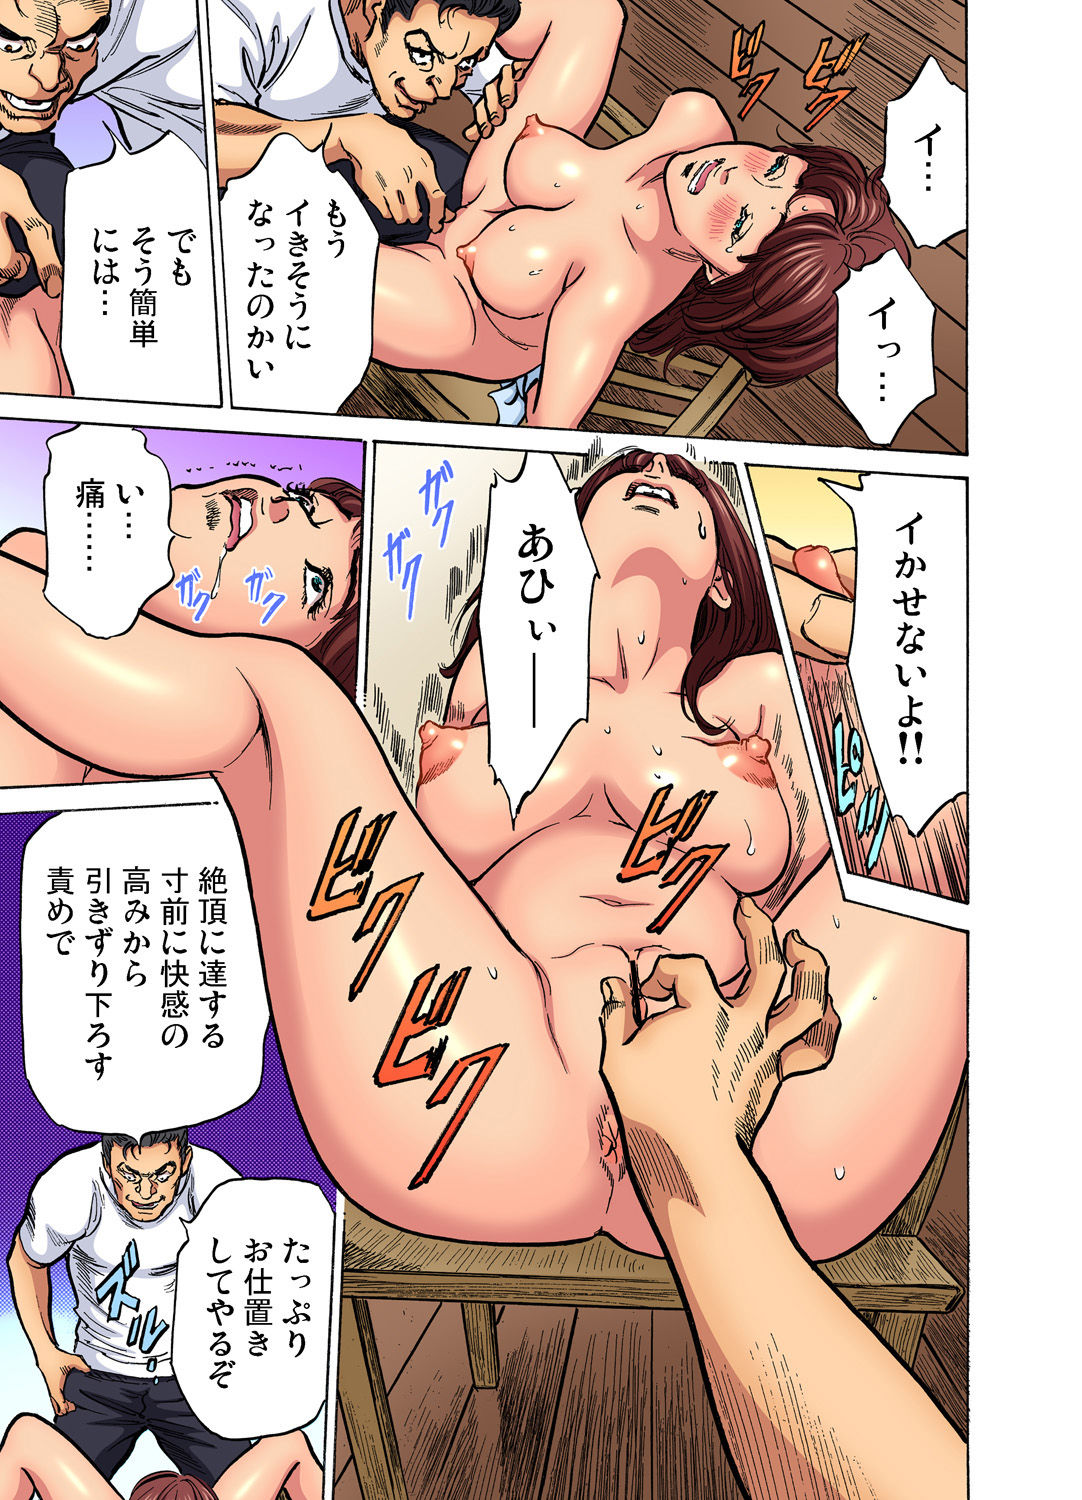 イ…
イっ…
ビク
ビク
もう
イきそうに
なったのかい
でも
そう簡単
には…
イかせないよ!!
ピッ
あひぃ――
ガク
ガク
い…
痛……
ガク
ガク
ビク
ビク
ビク
絶頂に達する
寸前に快感の
高みから
引きずり下ろす
責めで
ズル…
たっぷり
お仕置き
してやるぞ